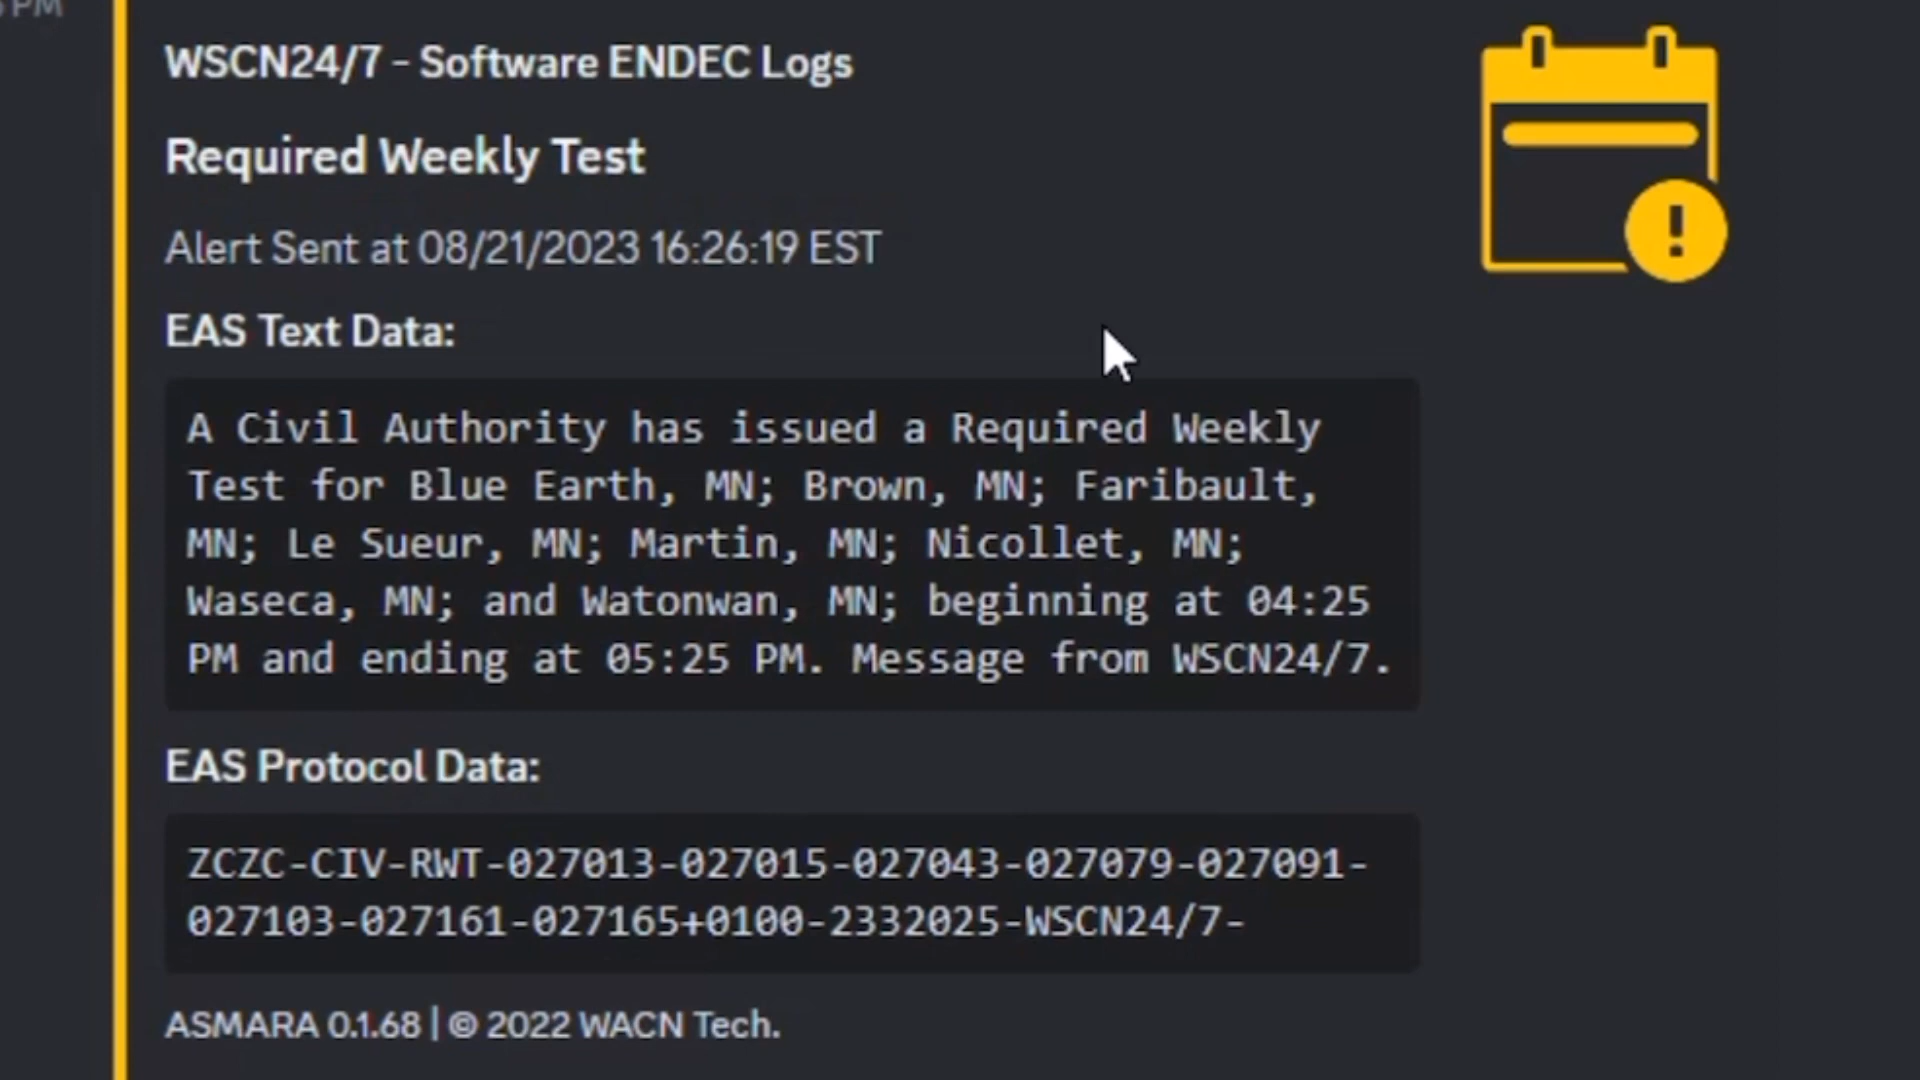 PM
WSCN24/7 - Software ENDEC Logs
Required Weekly Test
Alert Sent at 08/21/2023 16:26:19 EST
EAS Text Data:
A Civil Authority has issued a Required Weekly
Test for Blue Earth, MN; Brown, MN; Faribault,
MN; Le Sueur, MN; Martin, MN; Nicollet, MN;
Waseca, MN; and Watonwan, MN; beginning at 04:25
PM and ending at 05:25 PM. Message from WSCN24/7.
EAS Protocol Data:
ZCZC-CIV-RWT-027013-027015-027043-027079-027091-
027103-027161-027165+0100-2332025-WSCN24/7-
ASMARA 0.1.68 | © 2022 WACN Tech.